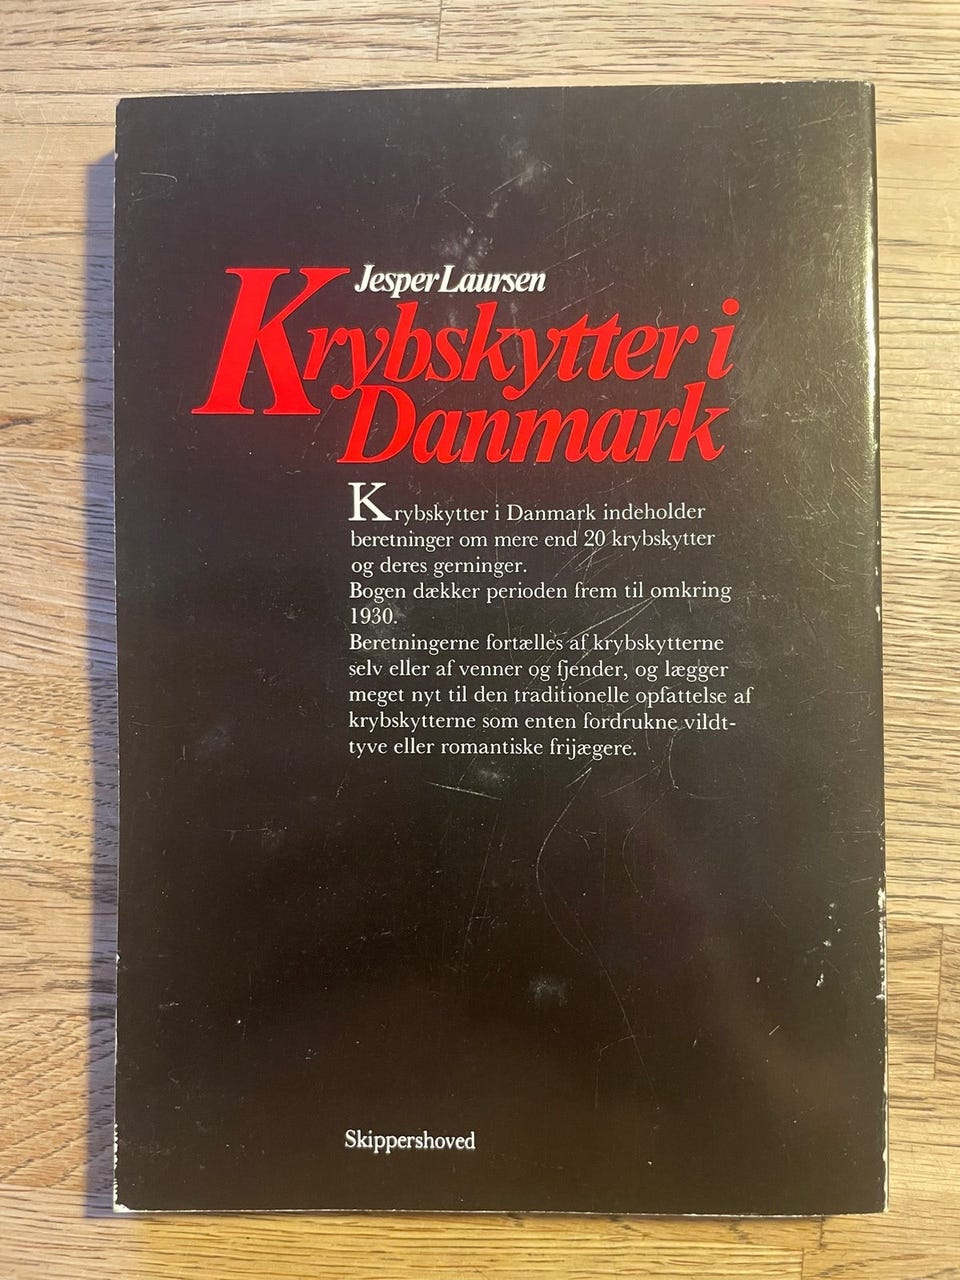 Jesper Laursen
Krybskytter i
Danmark
Krybskytter i Danmark indeholder
beretninger om mere end 20 krybskytter
og deres gerninger.
Bogen dækker perioden frem til omkring
1930.
Beretningerne fortælles af krybskytterne
selv eller af venner og fjender, og lægger
meget nyt til den traditionelle opfattelse af
krybskytterne som enten fordrukne vildt-
tyve eller romantiske frijægere.
Skippershoved